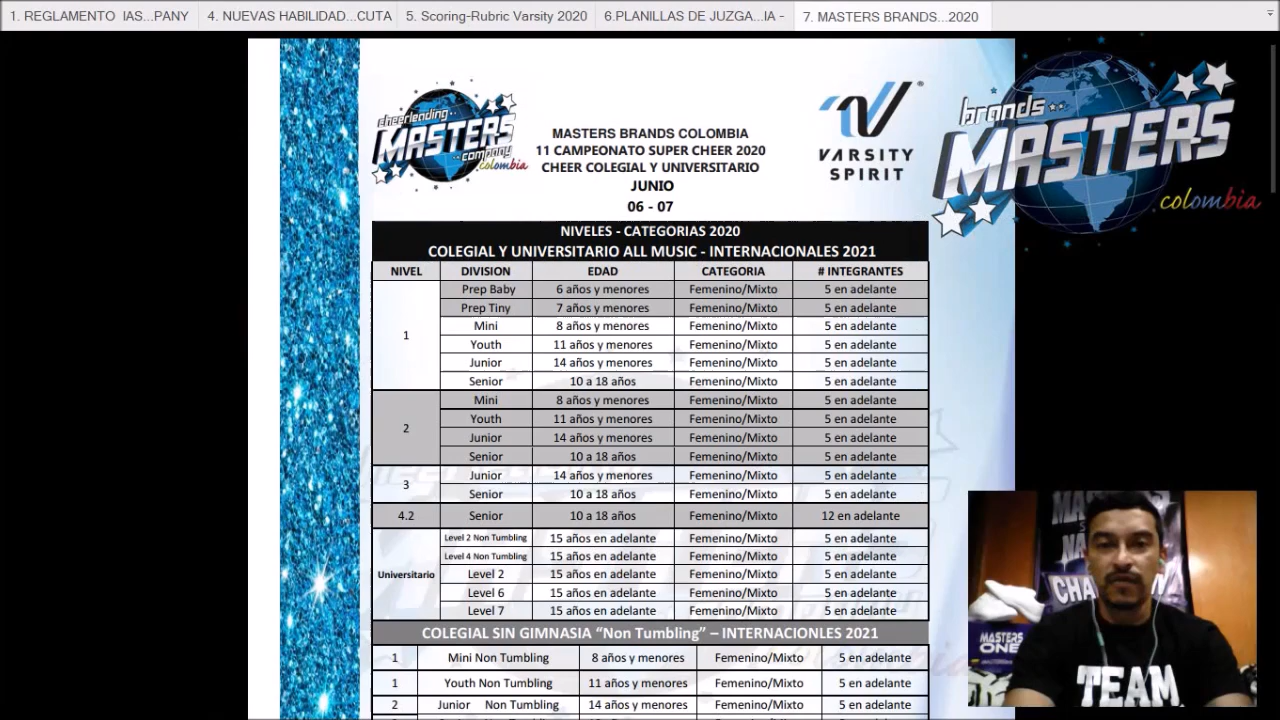 1. REGLAMENTO IAS...PANY
4. NUEVAS HABILIDAD...CUTA
5. Scoring-Rubric Varsity 2020
6.PLANILLAS DE JUZGA...IA -
7. MASTERS BRANDS...2020
cheerleading
MASTERS
company
colombia
MASTERS BRANDS COLOMBIA
11 CAMPEONATO SUPER CHEER 2020
CHEER COLEGIAL Y UNIVERSITARIO
JUNIO
06 - 07
VARSITY
SPIRIT
brands
MASTERS
colombia
NIVELES - CATEGORIAS 2020
COLEGIAL Y UNIVERSITARIO ALL MUSIC - INTERNACIONALES 2021
NIVEL DIVISION EDAD CATEGORIA # INTEGRANTES
1
Prep Baby 6 años y menores Femenino/Mixto 5 en adelante
Prep Tiny 7 años y menores Femenino/Mixto 5 en adelante
Mini 8 años y menores Femenino/Mixto 5 en adelante
Youth 11 años y menores Femenino/Mixto 5 en adelante
Junior 14 años y menores Femenino/Mixto 5 en adelante
Senior 10 a 18 años Femenino/Mixto 5 en adelante
2
Mini 8 años y menores Femenino/Mixto 5 en adelante
Youth 11 años y menores Femenino/Mixto 5 en adelante
Junior 14 años y menores Femenino/Mixto 5 en adelante
Senior 10 a 18 años Femenino/Mixto 5 en adelante
3
Junior 14 años y menores Femenino/Mixto 5 en adelante
Senior 10 a 18 años Femenino/Mixto 5 en adelante
4.2 Senior 10 a 18 años Femenino/Mixto 12 en adelante
Universitario
Level 2 Non Tumbling 15 años en adelante Femenino/Mixto 5 en adelante
Level 4 Non Tumbling 15 años en adelante Femenino/Mixto 5 en adelante
Level 2 15 años en adelante Femenino/Mixto 5 en adelante
Level 6 15 años en adelante Femenino/Mixto 5 en adelante
Level 7 15 años en adelante Femenino/Mixto 5 en adelante
COLEGIAL SIN GIMNASIA “Non Tumbling” – INTERNACIONLES 2021
1 Mini Non Tumbling 8 años y menores Femenino/Mixto 5 en adelante
1 Youth Non Tumbling 11 años y menores Femenino/Mixto 5 en adelante
2 Junior Non Tumbling 14 años y menores Femenino/Mixto 5 en adelante
MASTERS
ONE
TEAM